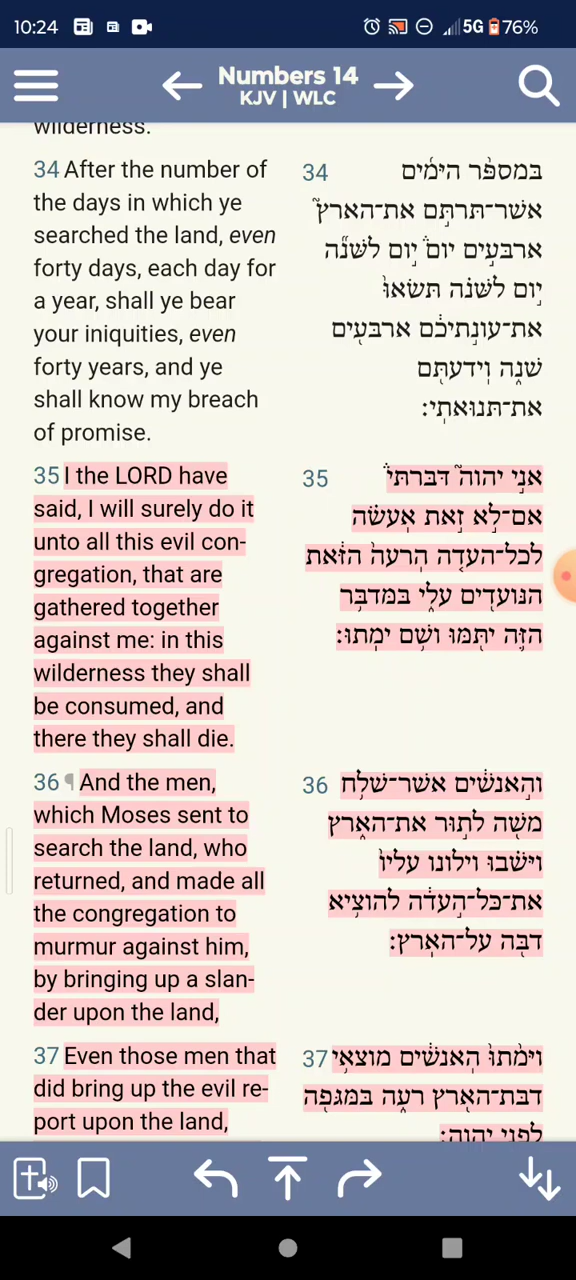 10:24 5G 76%
Numbers 14
KJV | WLC
wilderness.
34 After the number of
the days in which ye
searched the land, even
forty days, each day for
a year, shall ye bear
your iniquities, even
forty years, and ye
shall know my breach
of promise.
34 בְּמִסְפַּ֨ר הַיָּמִ֜ים
אֲשֶׁר־תַּרְתֶּ֣ם אֶת־הָאָרֶץ֮
אַרְבָּעִ֣ים יוֹם֒ י֣וֹם לַשָּׁנָ֞ה
י֣וֹם לַשָּׁנָ֗ה תִּשְׂאוּ֙
אֶת־עֲוֺנֹ֣תֵיכֶ֔ם אַרְבָּעִ֖ים
שָׁנָ֑ה וִֽידַעְתֶּ֖ם
אֶת־תְּנוּאָתִֽי׃
35 I the LORD have
said, I will surely do it
unto all this evil con-
gregation, that are
gathered together
against me: in this
wilderness they shall
be consumed, and
there they shall die.
35 אֲנִ֣י יְהוָה֮ דִּבַּרְתִּי֒
אִם־לֹ֣א ׀ זֹ֣את אֶֽעֱשֶׂ֗ה
לְכָל־הָעֵדָ֤ה הָֽרָעָה֙ הַזֹּ֔את
הַנּוֹעָדִ֖ים עָלָ֑י בַּמִּדְבָּ֥ר
הַזֶּ֛ה יִתַּ֖מּוּ וְשָׁ֥ם יָמֻֽתוּ׃
36 ¶ And the men,
which Moses sent to
search the land, who
returned, and made all
the congregation to
murmur against him,
by bringing up a slan-
der upon the land,
36 וְהָ֣אֲנָשִׁ֔ים אֲשֶׁר־שָׁלַ֥ח
מֹשֶׁ֖ה לָת֣וּר אֶת־הָאָ֑רֶץ
וַיָּשֻׁ֗בוּ וַיַּלִּ֤ונוּ עָלָיו֙
אֶת־כָּל־הָ֣עֵדָ֔ה לְהוֹצִ֥יא
דִבָּ֖ה עַל־הָאָֽרֶץ׃
37 Even those men that
did bring up the evil re-
port upon the land,
37 וַיָּמֻ֙תוּ֙ הָֽאֲנָשִׁ֔ים מוֹצִאֵ֥י
דִבַּת־הָאָ֖רֶץ רָעָ֑ה בַּמַּגֵּפָ֖ה
לִפְנֵ֥י יְהוָֽה׃